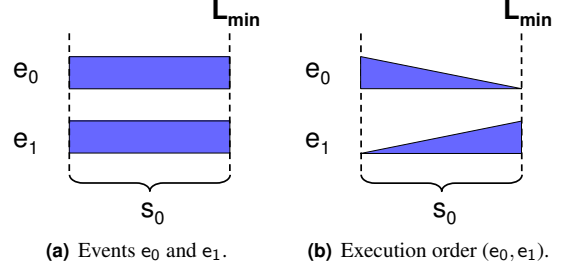 L_min L_min
e_0 e_0
e_1 e_1
s_0 s_0
(a) Events e_0 and e_1. (b) Execution order (e_0, e_1).